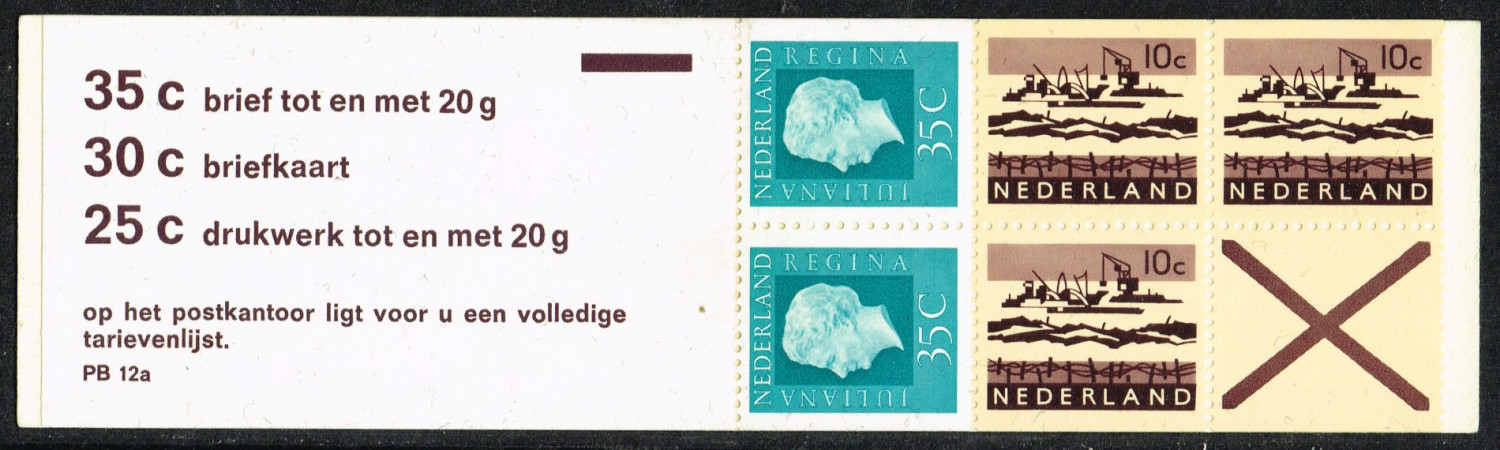 35 c brief tot en met 20 g
30 c briefkaart
25 c drukwerk tot en met 20 g
op het postkantoor ligt voor u een volledige
tarievenlijst.
PB 12a
NEDERLAND
REGINA
JULIANA
35C
10c
NEDERLAND
10c
NEDERLAND
NEDERLAND
REGINA
JULIANA
35C
10c
NEDERLAND